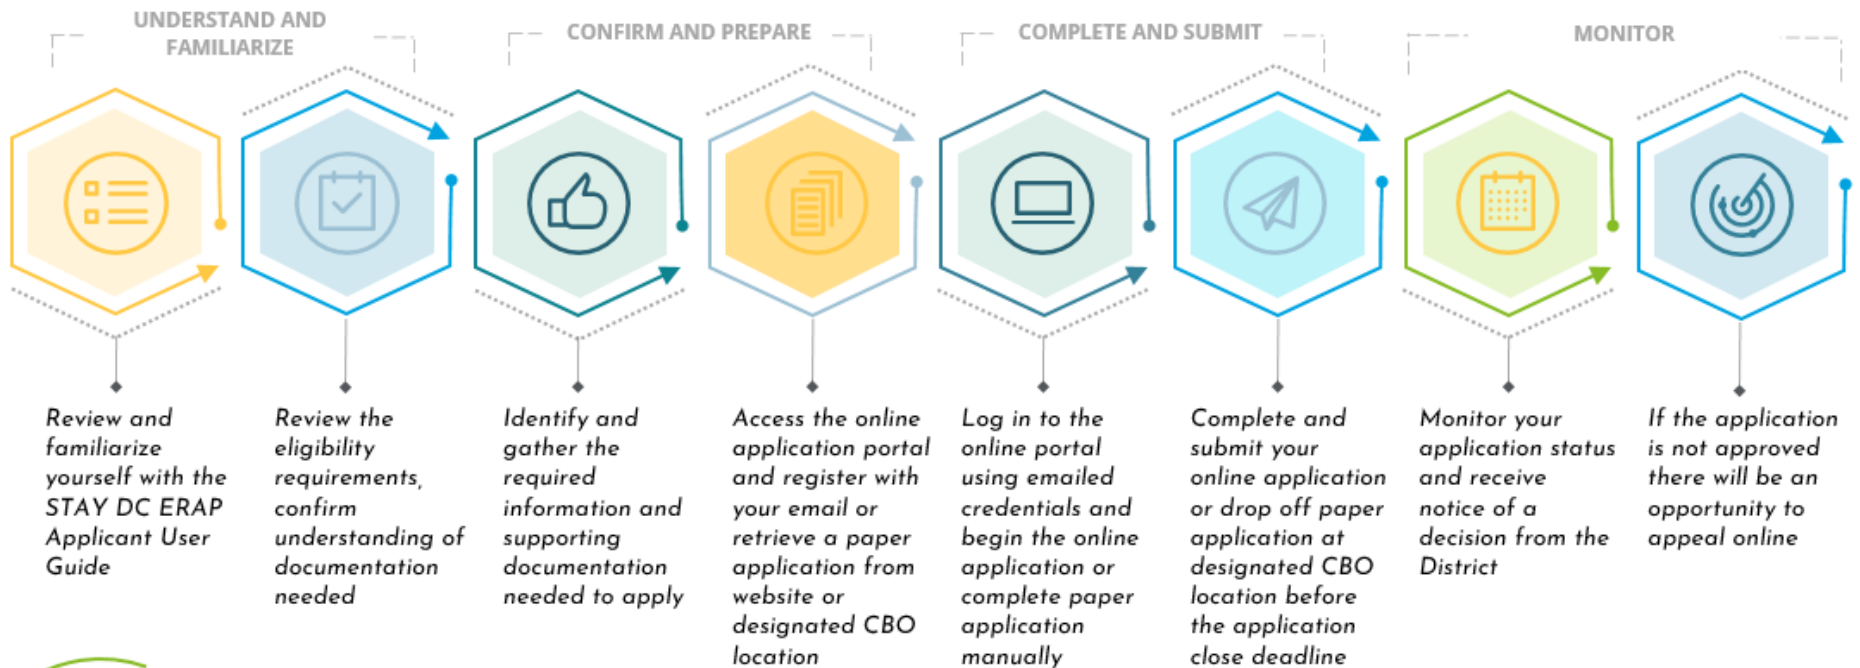 UNDERSTAND AND
FAMILIARIZE
CONFIRM AND PREPARE
COMPLETE AND SUBMIT
MONITOR
Review and
familiarize
yourself with the
STAY DC ERAP
Applicant User
Guide
Review the
eligibility
requirements,
confirm
understanding of
documentation
needed
Identify and
gather the
required
information and
supporting
documentation
needed to apply
Access the online
application portal
and register with
your email or
retrieve a paper
application from
website or
designated CBO
location
Log in to the
online portal
using emailed
credentials and
begin the online
application or
complete paper
application
manually
Complete and
submit your
online application
or drop off paper
application at
designated CBO
location before
the application
close deadline
Monitor your
application status
and receive
notice of a
decision from the
District
If the application
is not approved
there will be an
opportunity to
appeal online